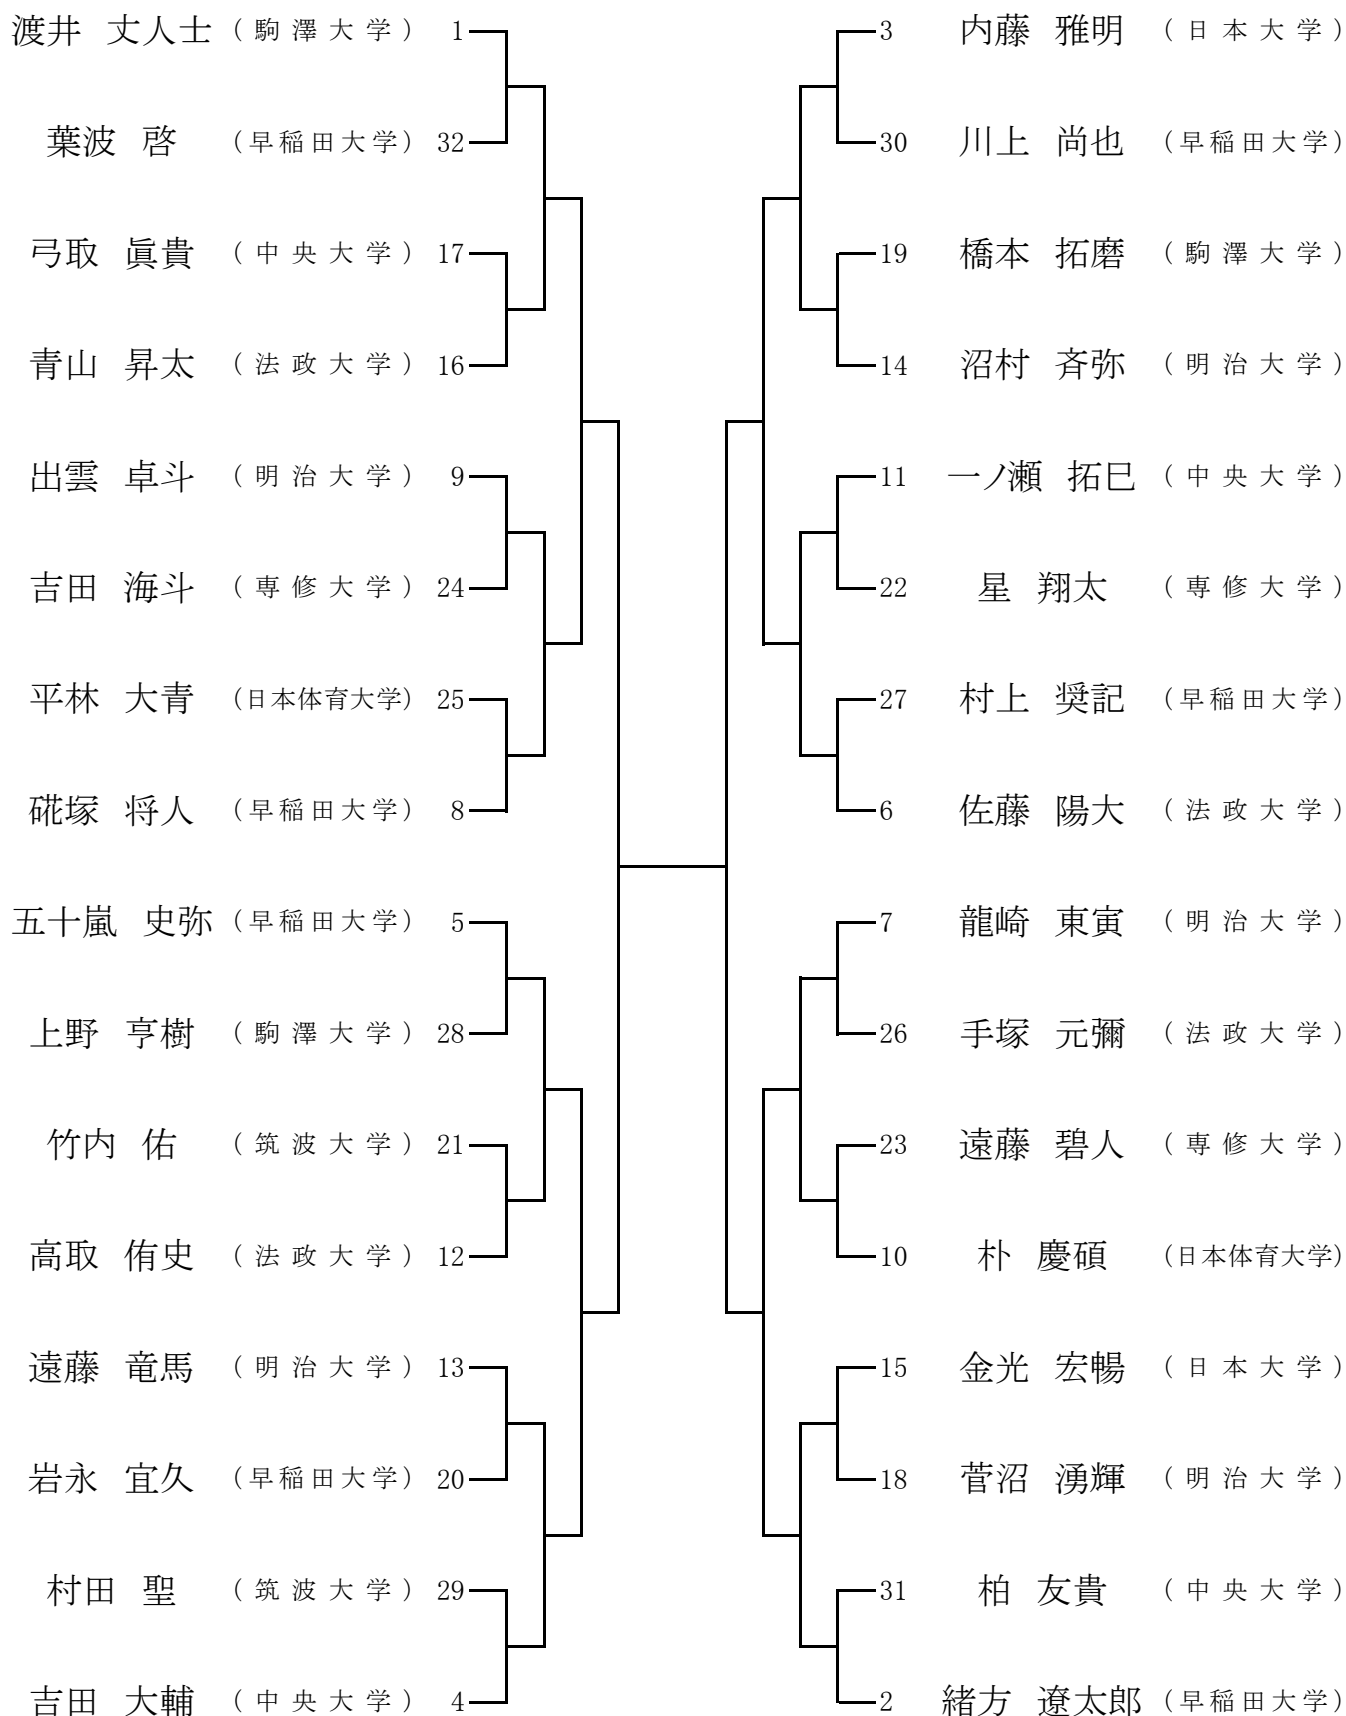 渡井 丈人士 (駒澤大学) 1
葉波 啓 (早稲田大学) 32
弓取 眞貴 (中央大学) 17
青山 昇太 (法政大学) 16
出雲 卓斗 (明治大学) 9
吉田 海斗 (専修大学) 24
平林 大青 (日本体育大学) 25
硴塚 将人 (早稲田大学) 8
五十嵐 史弥 (早稲田大学) 5
上野 亨樹 (駒澤大学) 28
竹内 佑 (筑波大学) 21
高取 侑史 (法政大学) 12
遠藤 竜馬 (明治大学) 13
岩永 宜久 (早稲田大学) 20
村田 聖 (筑波大学) 29
吉田 大輔 (中央大学) 4
3 内藤 雅明 (日本大学)
30 川上 尚也 (早稲田大学)
19 橋本 拓磨 (駒澤大学)
14 沼村 斉弥 (明治大学)
11 一ノ瀬 拓巳 (中央大学)
22 星 翔太 (専修大学)
27 村上 奨記 (早稲田大学)
6 佐藤 陽大 (法政大学)
7 龍崎 東寅 (明治大学)
26 手塚 元彌 (法政大学)
23 遠藤 碧人 (専修大学)
10 朴 慶碩 (日本体育大学)
15 金光 宏暢 (日本大学)
18 菅沼 湧輝 (明治大学)
31 柏 友貴 (中央大学)
2 緒方 遼太郎 (早稲田大学)